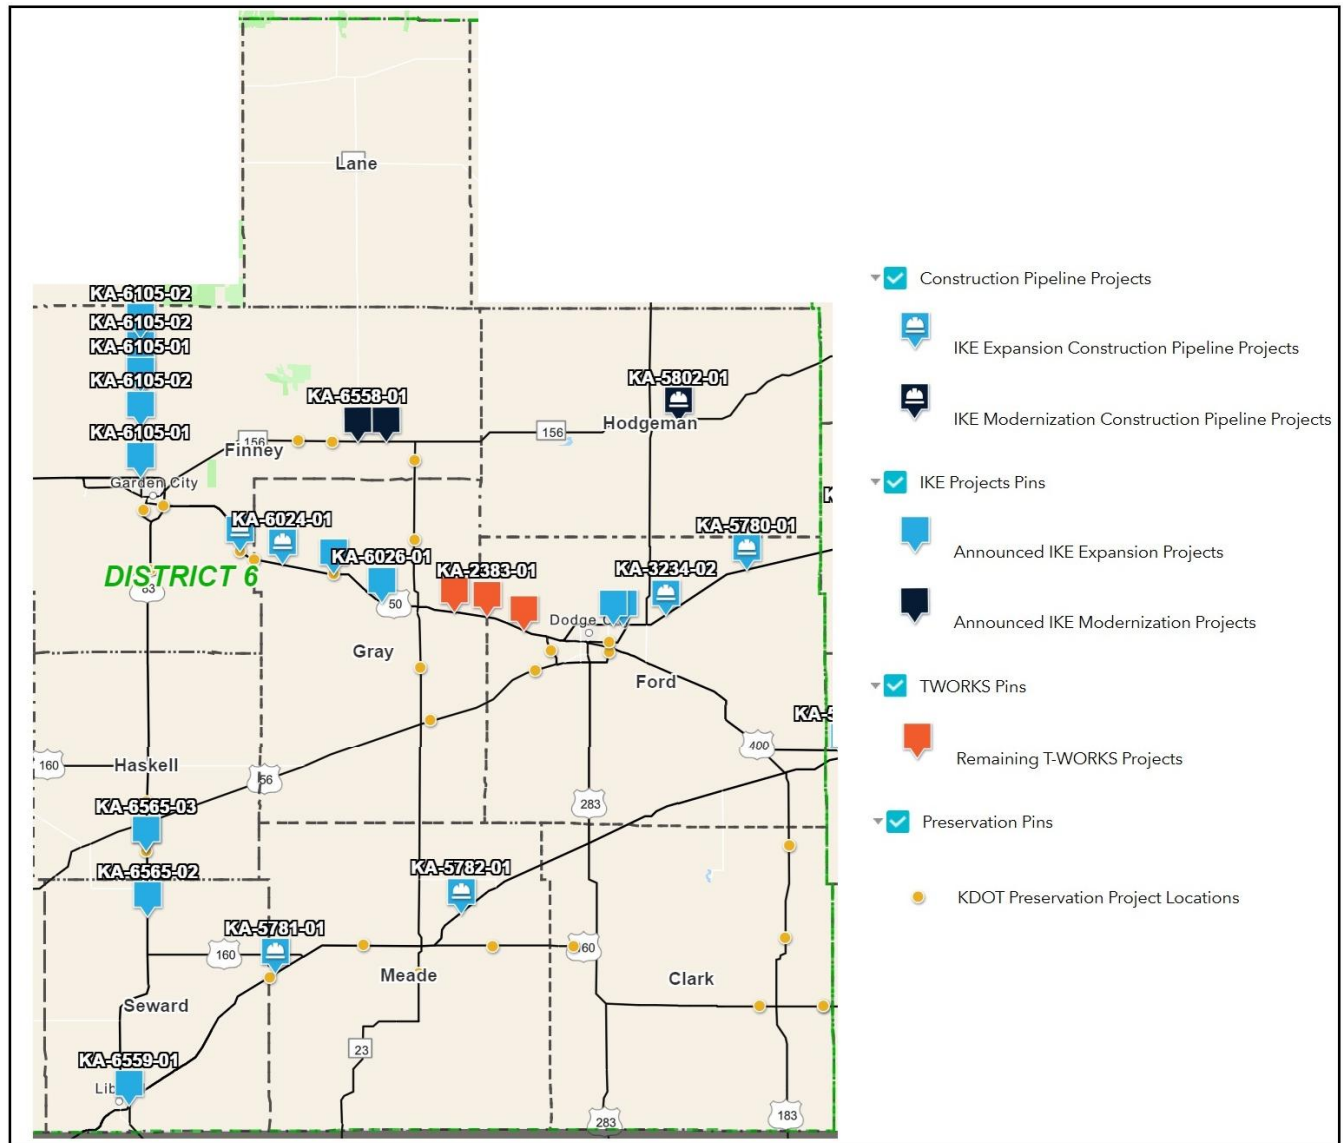 Lane
KA-6105-02
KA-6105-02
KA-6105-01
KA-6105-02
KA-6105-01
KA-6558-01
KA-5802-01
156
Finney
156
Hodgeman
Garden City
KA-6024-01
KA-6026-01
50
KA-2383-01
KA-5780-01
KA-3234-02
DISTRICT 6
83
Dodge
Gray
Ford
400
160
Haskell
56
283
KA-6565-03
KA-6565-02
KA-5782-01
KA-5781-01
160
Meade
Clark
Seward
KA-6559-01
Lib
23
283
183
Construction Pipeline Projects
IKE Expansion Construction Pipeline Projects
IKE Modernization Construction Pipeline Projects
IKE Projects Pins
Announced IKE Expansion Projects
Announced IKE Modernization Projects
TWORKS Pins
Remaining T-WORKS Projects
Preservation Pins
KDOT Preservation Project Locations